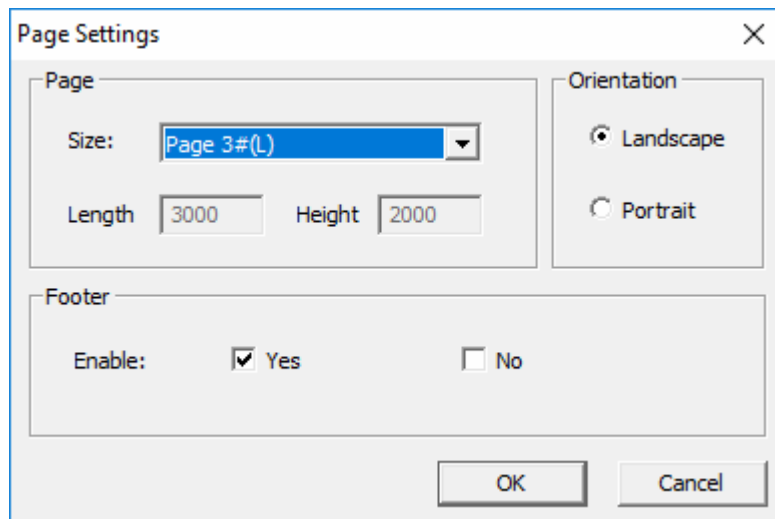 Page Settings
Page
Size: Page 3#(L)
Length 3000 Height 2000
Orientation
Landscape
Portrait
Footer
Enable: Yes No
OK Cancel